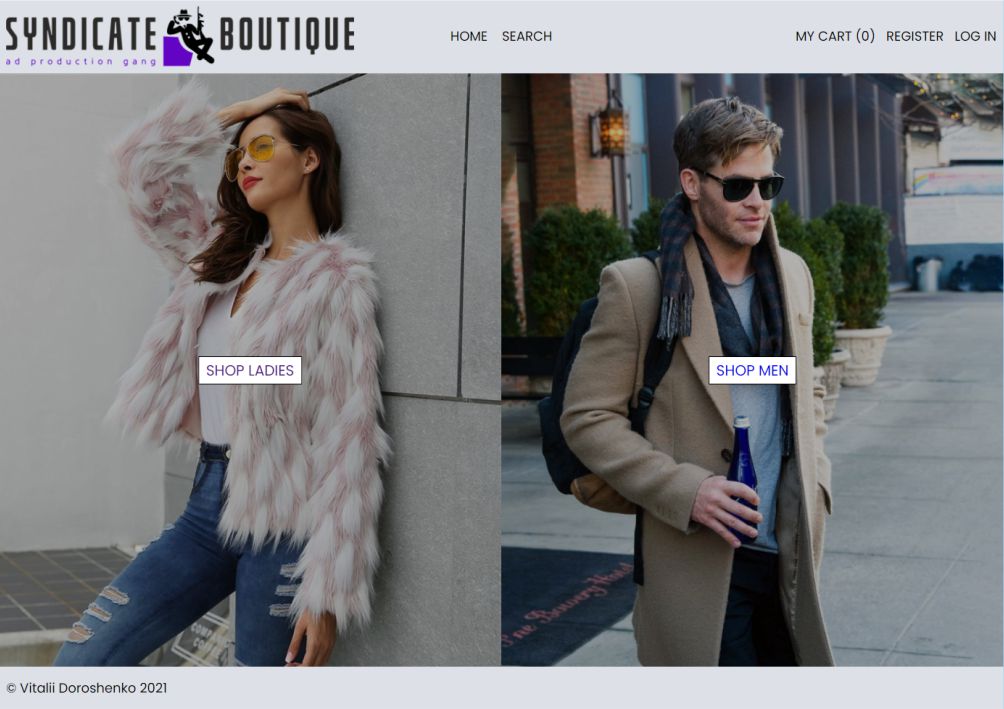 SYNDICATE BOUTIQUE
ad production gang
HOME SEARCH
MY CART (0) REGISTER LOG IN
SHOP LADIES
SHOP MEN
The Bowery Hotel
© Vitalii Doroshenko 2021